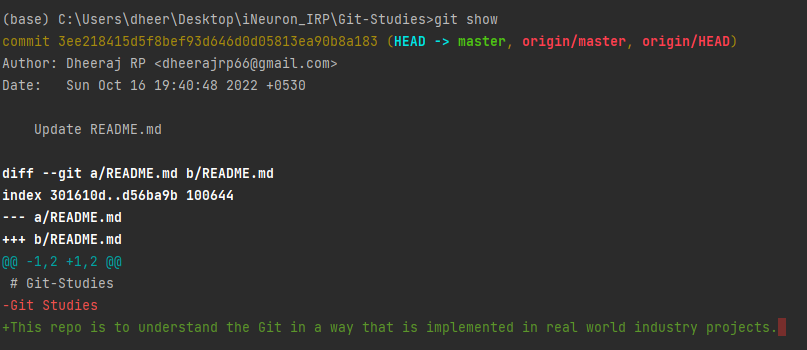 (base) C:\Users\dheer\Desktop\iNeuron_IRP\Git-Studies>git show
commit 3ee218415d5f8bef93d646d0d05813ea90b8a183 (HEAD -> master, origin/master, origin/HEAD)
Author: Dheeraj RP <dheerajrp66@gmail.com>
Date:   Sun Oct 16 19:40:48 2022 +0530
    Update README.md
diff --git a/README.md b/README.md
index 301610d..d56ba9b 100644
--- a/README.md
+++ b/README.md
@@ -1,2 +1,2 @@
 # Git-Studies
-Git Studies
+This repo is to understand the Git in a way that is implemented in real world industry projects.